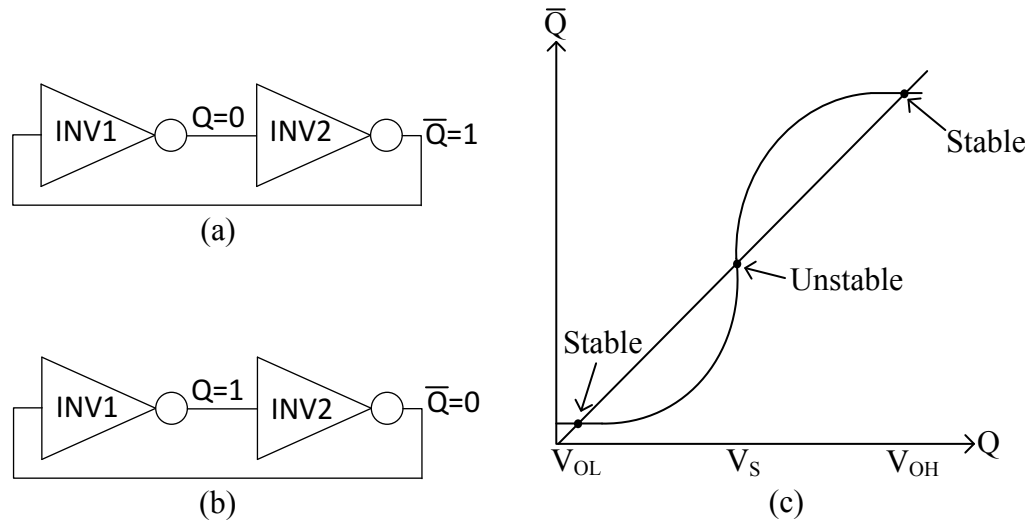 INV1
Q=0
INV2
Q̅=1
(a)
INV1
Q=1
INV2
Q̅=0
(b)
Q̅
Stable
Unstable
Stable
V_OL
V_S
V_OH
Q
(c)